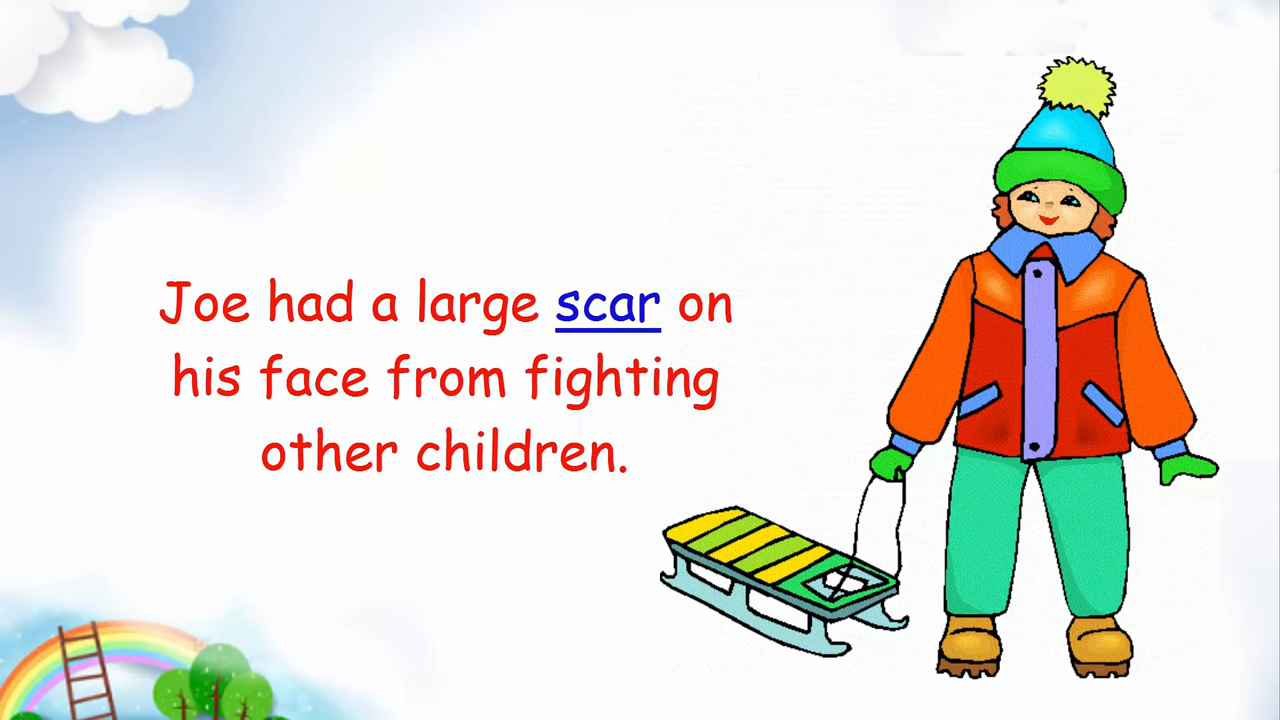 Joe had a large scar on
his face from fighting
other children.